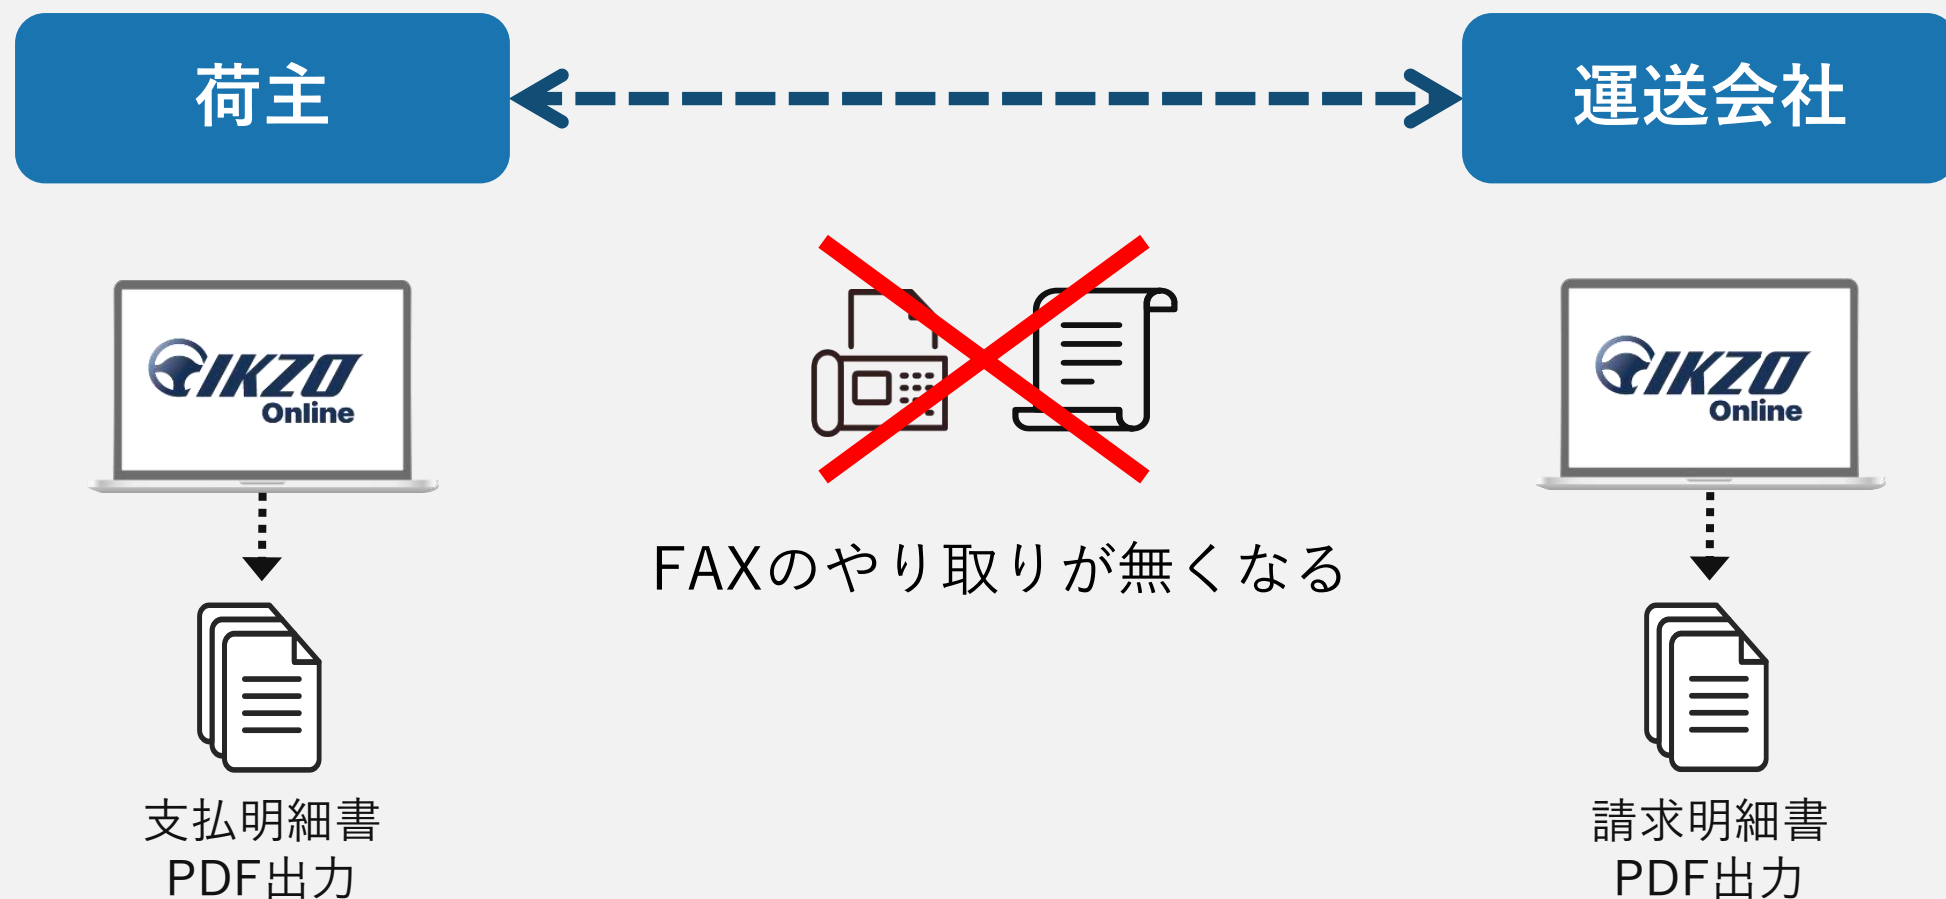 荷主
運送会社
IKZO
Online
IKZO
Online
FAXのやり取りが無くなる
支払明細書
PDF出力
請求明細書
PDF出力